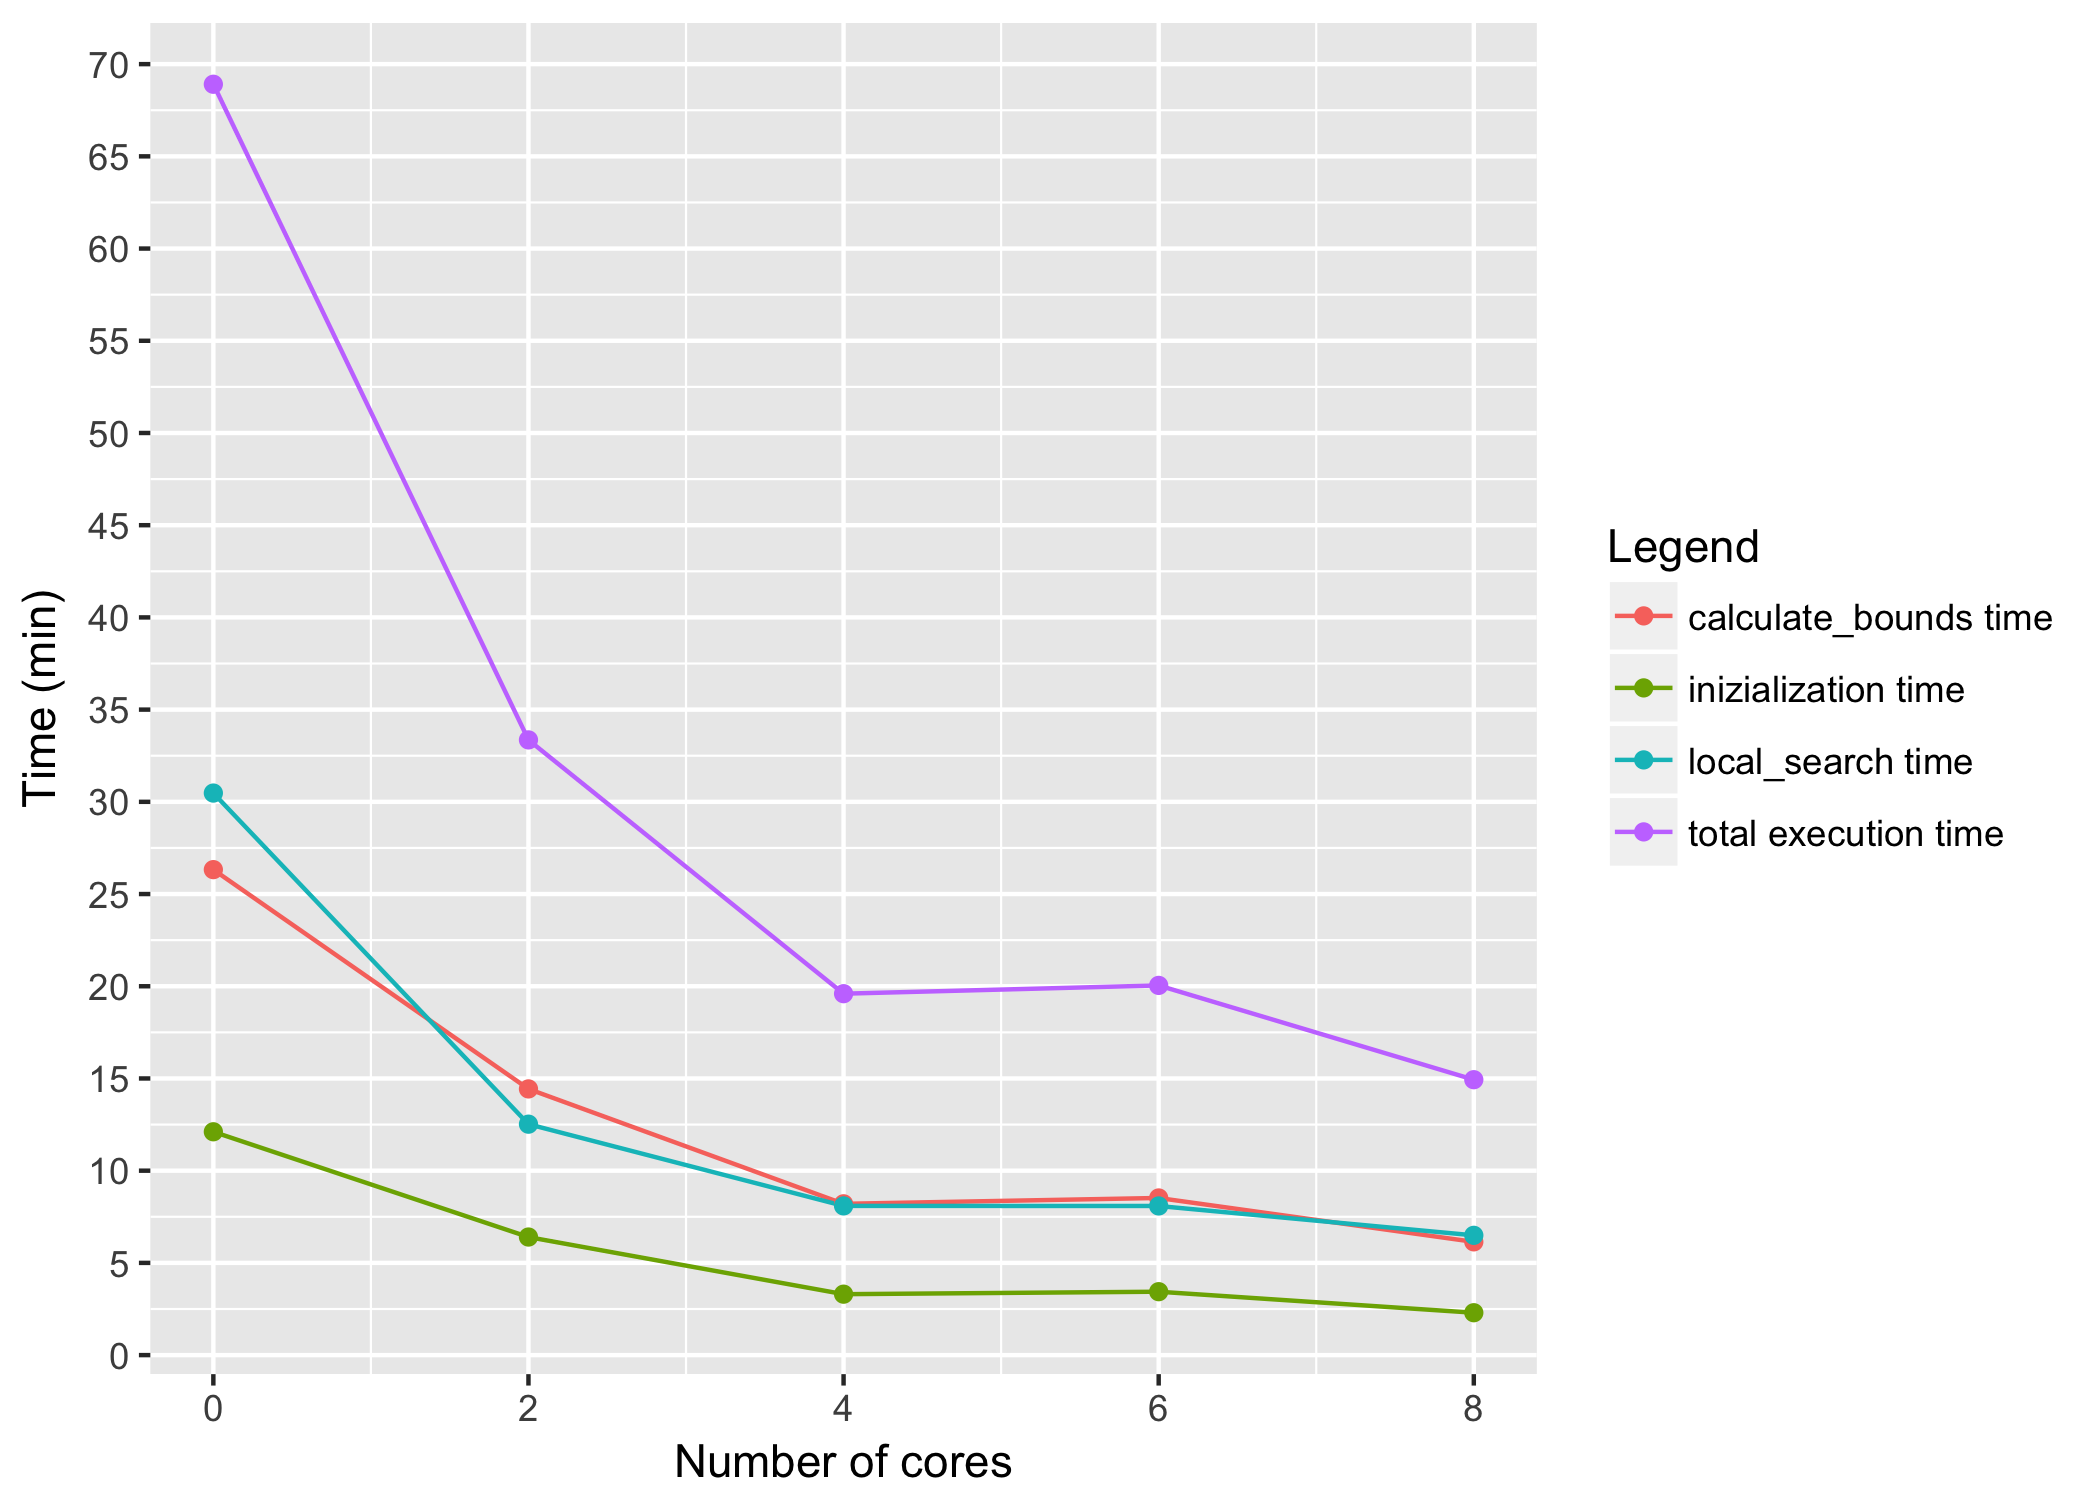 70
65
60
55
50
45
40
35
30
25
20
15
10
5
0
Time (min)
0 2 4 6 8
Number of cores
Legend
calculate_bounds time
inizialization time
local_search time
total execution time